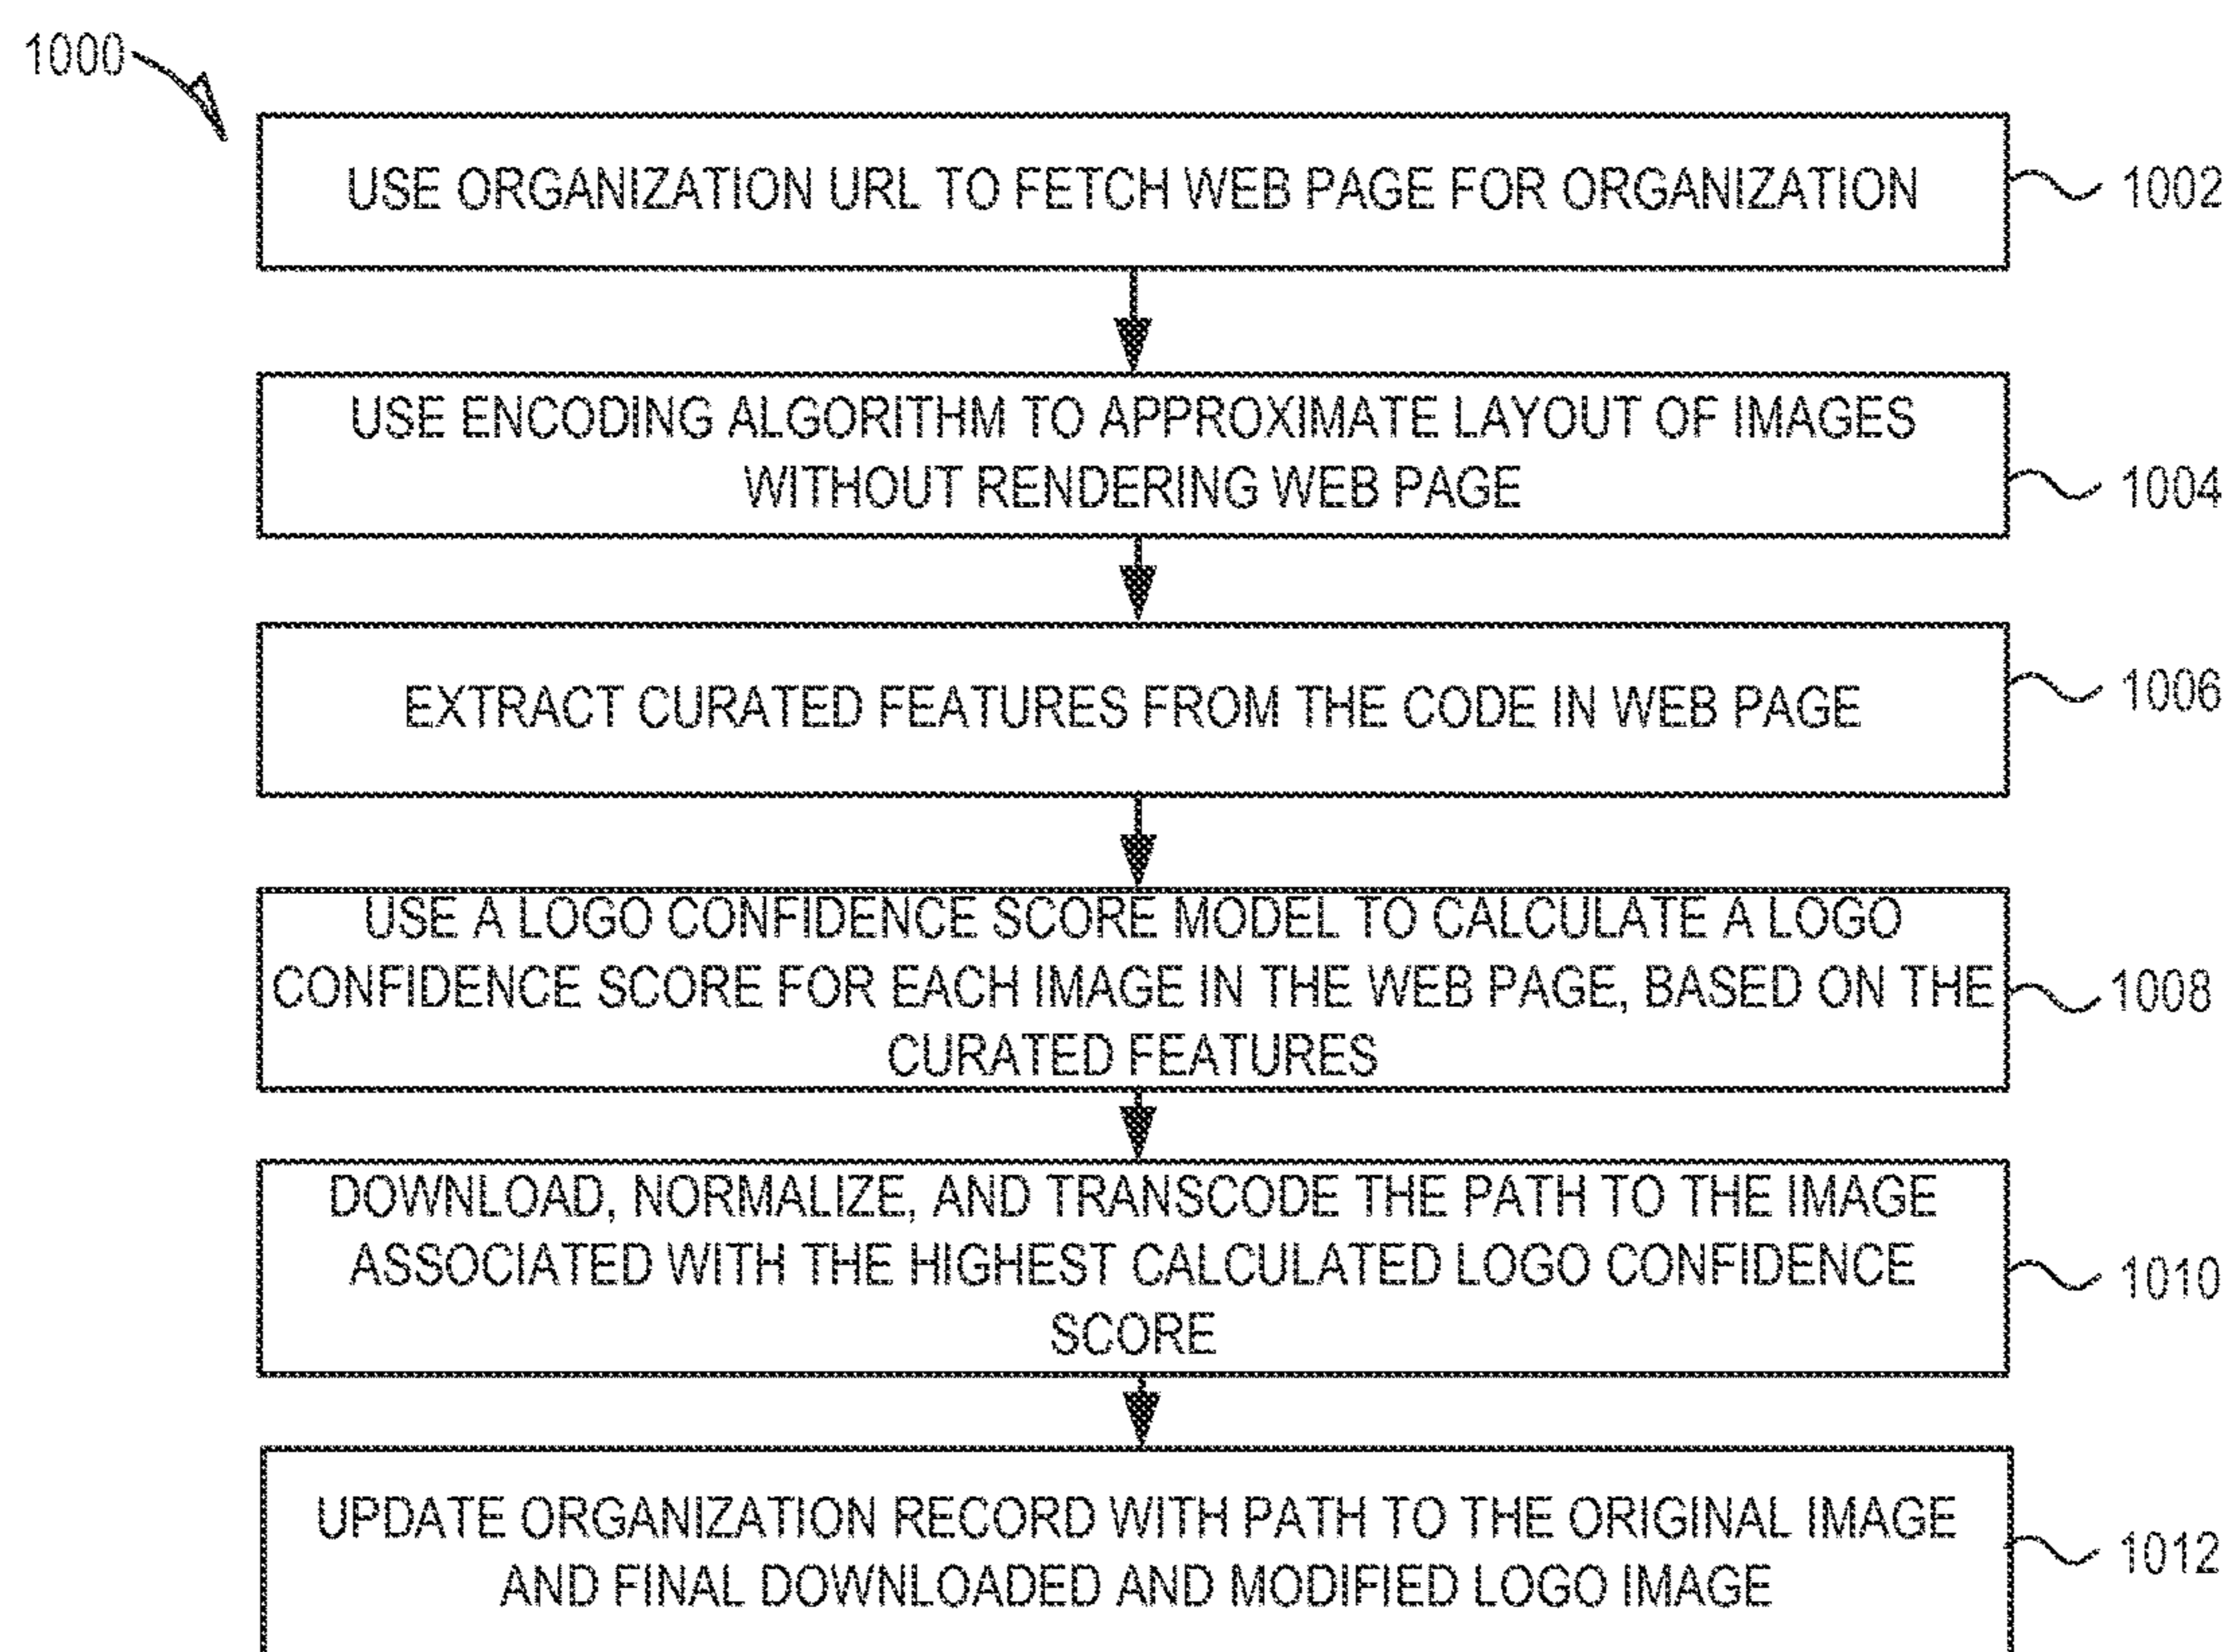 1000
USE ORGANIZATION URL TO FETCH WEB PAGE FOR ORGANIZATION
1002
USE ENCODING ALGORITHM TO APPROXIMATE LAYOUT OF IMAGES
WITHOUT RENDERING WEB PAGE
1004
EXTRACT CURATED FEATURES FROM THE CODE IN WEB PAGE
1006
USE A LOGO CONFIDENCE SCORE MODEL TO CALCULATE A LOGO
CONFIDENCE SCORE FOR EACH IMAGE IN THE WEB PAGE, BASED ON THE
CURATED FEATURES
1008
DOWNLOAD, NORMALIZE, AND TRANSCODE THE PATH TO THE IMAGE
ASSOCIATED WITH THE HIGHEST CALCULATED LOGO CONFIDENCE
SCORE
1010
UPDATE ORGANIZATION RECORD WITH PATH TO THE ORIGINAL IMAGE
AND FINAL DOWNLOADED AND MODIFIED LOGO IMAGE
1012